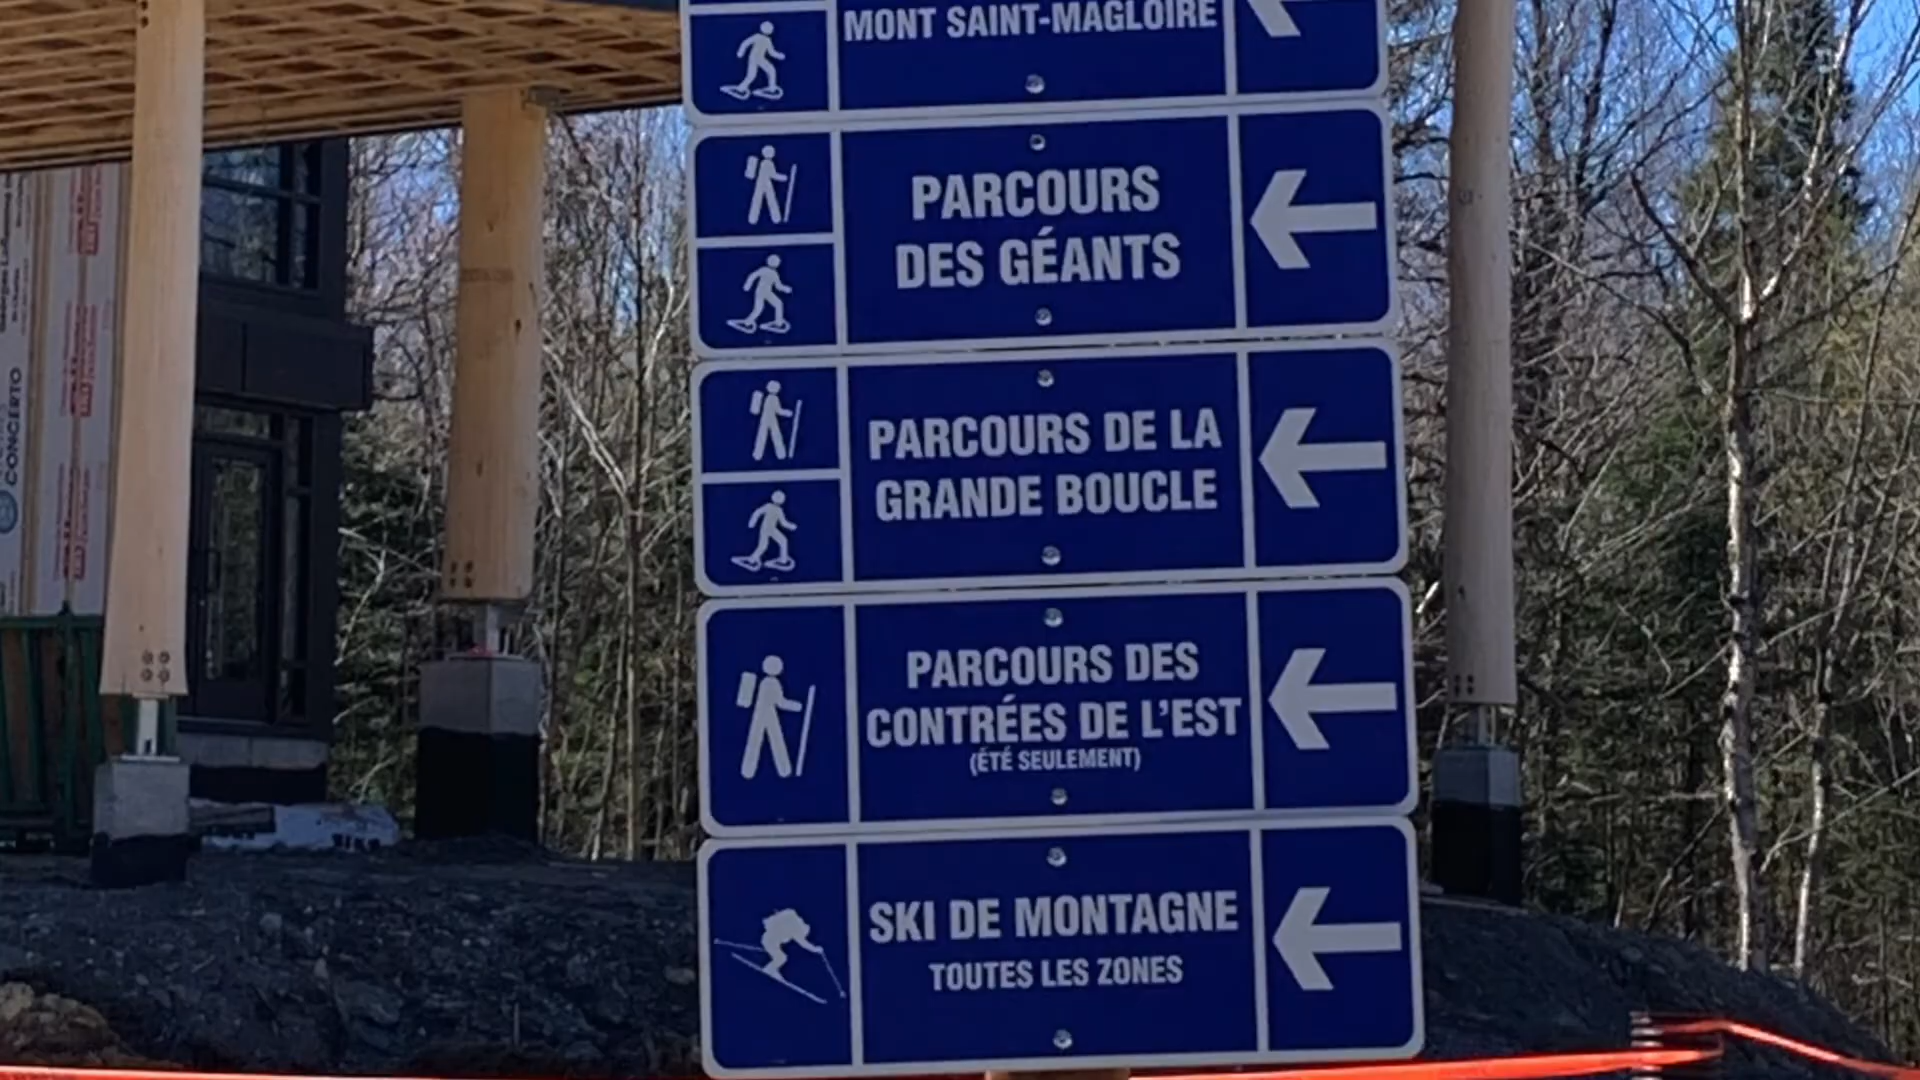 MONT SAINT-MAGLOIRE
PARCOURS
DES GÉANTS
PARCOURS DE LA
GRANDE BOUCLE
PARCOURS DES
CONTRÉES DE L'EST
(ÉTÉ SEULEMENT)
SKI DE MONTAGNE
TOUTES LES ZONES
CONCERTO